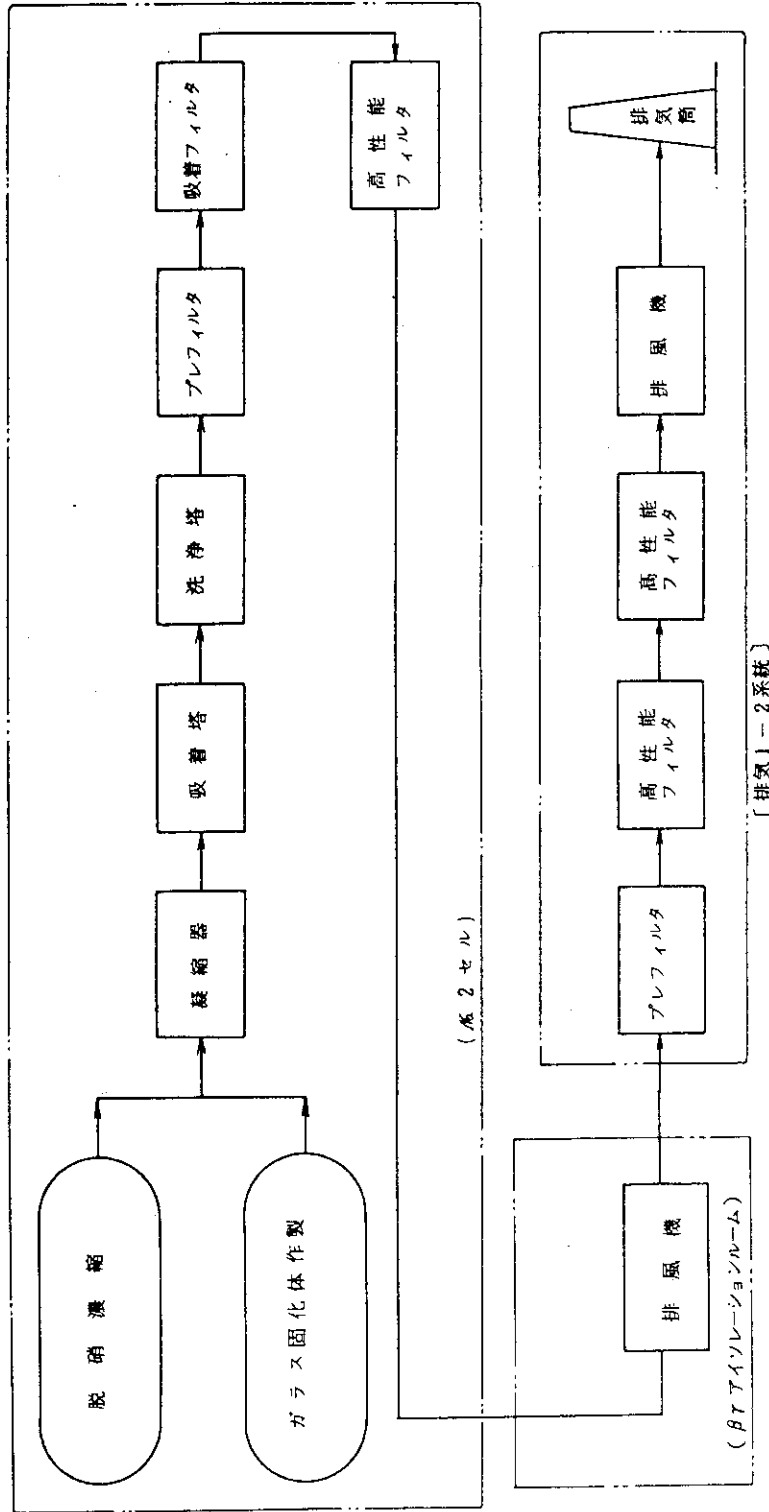 脱硝濃縮
ガラス固化体作製
凝縮器
吸着塔
洗浄塔
プレフィルタ
吸着フィルタ
高性能
フィルタ
(№2セル)
排風機
(βγアイソレーションルーム)
プレフィルタ
高性能
フィルタ
高性能
フィルタ
排風機
排気筒
〔排気1-2系統〕